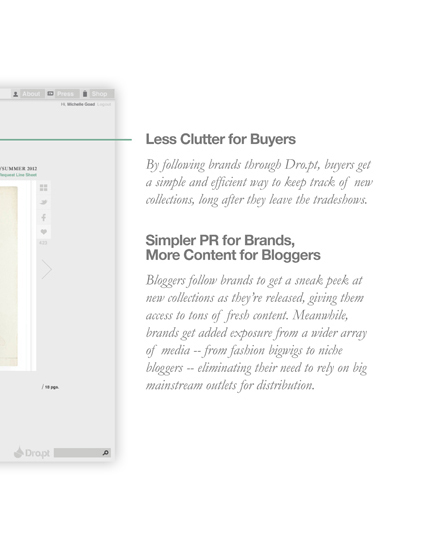 About Press Shop
Hi, Michelle Goad Logout
/SUMMER 2012
Request Line Sheet
425
/ 16 pgs.
Dro.pt
Less Clutter for Buyers
By following brands through Dro.pt, buyers get
a simple and efficient way to keep track of new
collections, long after they leave the tradeshows.
Simpler PR for Brands,
More Content for Bloggers
Bloggers follow brands to get a sneak peek at
new collections as they're released, giving them
access to tons of fresh content. Meanwhile,
brands get added exposure from a wider array
of media -- from fashion bigwigs to niche
bloggers -- eliminating their need to rely on big
mainstream outlets for distribution.